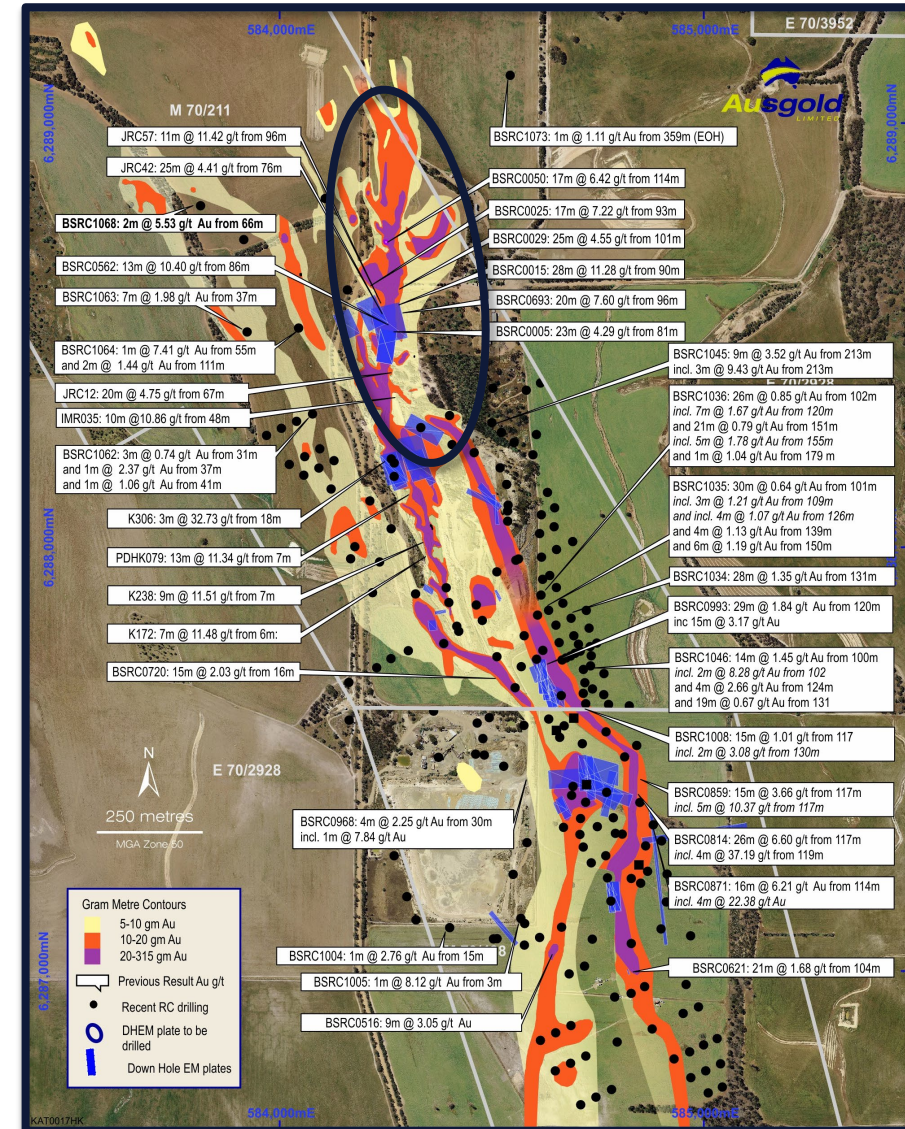 584,000mE
585,000mE
E 70/3952
Ausgold
LIMITED
6,289,000mN
6,289,000mN
M 70/211
JRC57: 11m @ 11.42 g/t from 96m
JRC42: 25m @ 4.41 g/t from 76m
BSRC1068: 2m @ 5.53 g/t Au from 66m
BSRC0562: 13m @ 10.40 g/t from 86m
BSRC1063: 7m @ 1.98 g/t Au from 37m
BSRC1064: 1m @ 7.41 g/t Au from 55m
and 2m @ 1.44 g/t Au from 111m
JRC12: 20m @ 4.75 g/t from 67m
IMR035: 10m @10.86 g/t from 48m
BSRC1062: 3m @ 0.74 g/t Au from 31m
and 1m @ 2.37 g/t Au from 37m
and 1m @ 1.06 g/t Au from 41m
K306: 3m @ 32.73 g/t from 18m
PDHK079: 13m @ 11.34 g/t from 7m
K238: 9m @ 11.51 g/t from 7m
K172: 7m @ 11.48 g/t from 6m:
BSRC0720: 15m @ 2.03 g/t from 16m
6,288,000mN
BSRC1073: 1m @ 1.11 g/t Au from 359m (EOH)
BSRC0050: 17m @ 6.42 g/t from 114m
BSRC0025: 17m @ 7.22 g/t from 93m
BSRC0029: 25m @ 4.55 g/t from 101m
BSRC0015: 28m @ 11.28 g/t from 90m
BSRC0693: 20m @ 7.60 g/t from 96m
BSRC0005: 23m @ 4.29 g/t from 81m
BSRC1045: 9m @ 3.52 g/t Au from 213m
incl. 3m @ 9.43 g/t Au from 213m
E 70/2928
BSRC1036: 26m @ 0.85 g/t Au from 102m
incl. 7m @ 1.67 g/t Au from 120m
and 21m @ 0.79 g/t Au from 151m
incl. 5m @ 1.78 g/t Au from 155m
and 1m @ 1.04 g/t Au from 179 m
BSRC1035: 30m @ 0.64 g/t Au from 101m
incl. 3m @ 1.21 g/t Au from 109m
and incl. 4m @ 1.07 g/t Au from 126m
and 4m @ 1.13 g/t Au from 139m
and 6m @ 1.19 g/t Au from 150m
BSRC1034: 28m @ 1.35 g/t Au from 131m
BSRC0993: 29m @ 1.84 g/t Au from 120m
inc 15m @ 3.17 g/t Au
BSRC1046: 14m @ 1.45 g/t Au from 100m
incl. 2m @ 8.28 g/t Au from 102
and 4m @ 2.66 g/t Au from 124m
and 19m @ 0.67 g/t Au from 131
BSRC1008: 15m @ 1.01 g/t from 117
incl. 2m @ 3.08 g/t from 130m
BSRC0859: 15m @ 3.66 g/t from 117m
incl. 5m @ 10.37 g/t from 117m
BSRC0814: 26m @ 6.60 g/t from 117m
incl. 4m @ 37.19 g/t from 119m
BSRC0871: 16m @ 6.21 g/t Au from 114m
incl. 4m @ 22.38 g/t Au
BSRC0621: 21m @ 1.68 g/t from 104m
N
250 metres
MGA Zone 50
E 70/2928
BSRC0968: 4m @ 2.25 g/t Au from 30m
incl. 1m @ 7.84 g/t Au
BSRC1004: 1m @ 2.76 g/t Au from 15m
BSRC1005: 1m @ 8.12 g/t Au from 3m
BSRC0516: 9m @ 3.05 g/t Au
6,287,000mN
Gram Metre Contours
5-10 gm Au
10-20 gm Au
20-315 gm Au
Previous Result Au g/t
Recent RC drilling
DHEM plate to be
drilled
Down Hole EM plates
KAT0017HK
584,000mE
585,000mE